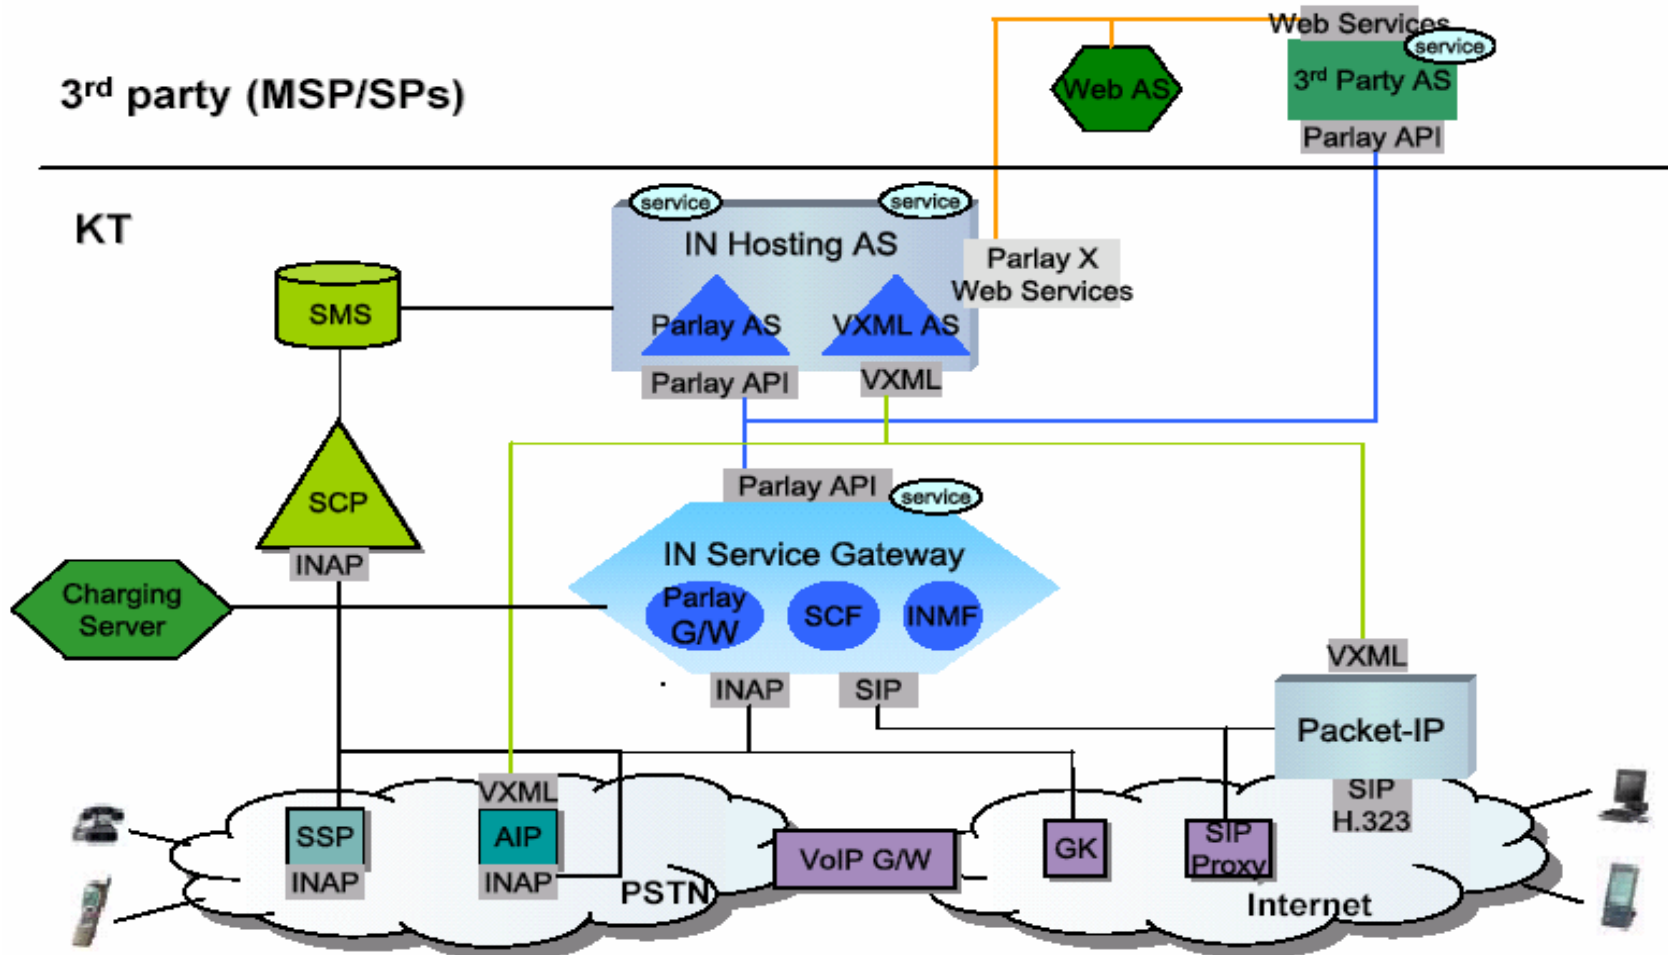 Web Services
service
3rd party (MSP/SPs)
Web AS
3rd Party AS
Parlay API
KT
service
service
IN Hosting AS
Parlay X
Web Services
SMS
Parlay AS
VXML AS
Parlay API
VXML
SCP
Parlay API
service
INAP
IN Service Gateway
Charging
Server
Parlay
G/W
SCF
INMF
VXML
INAP
SIP
Packet-IP
VXML
SIP
H.323
SSP
AIP
VoIP G/W
GK
SIP
Proxy
INAP
INAP
PSTN
Internet